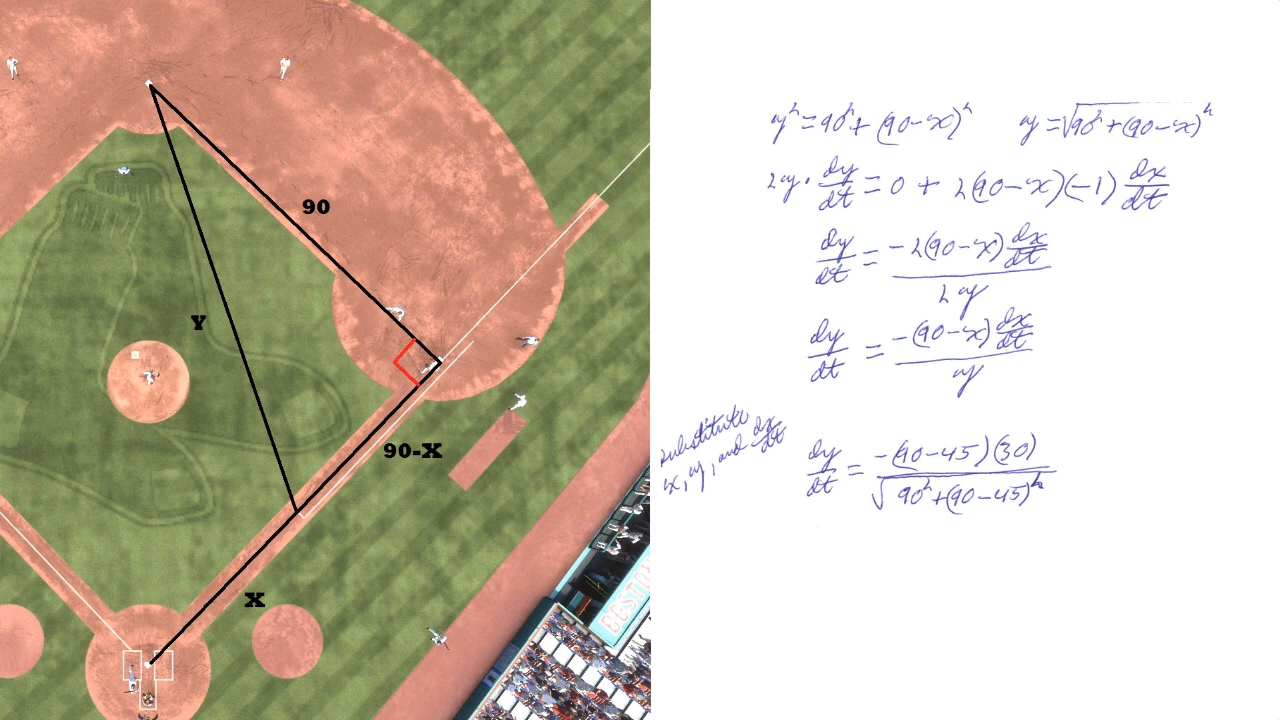 90
Y
90-X
X
BOSTON
y² = 90² + (90-x)² y = √90² + (90-x)²
2y · dy/dt = 0 + 2(90-x)(-1) dx/dt
dy/dt = -2(90-x) dx/dt / 2y
dy/dt = -(90-x) dx/dt / y
substitute
x, y, and dx/dt
dy/dt = -(90-45)(30) / √90² + (90-45)²